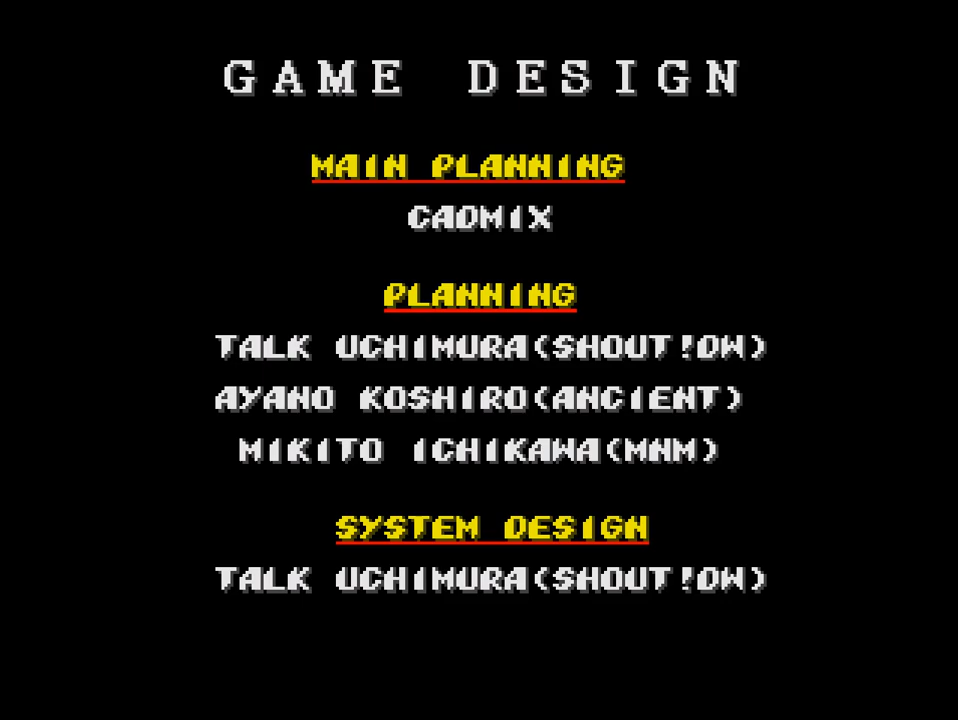 GAME DESIGN
MAIN PLANNING
CADMIX
PLANNING
TALK UCHIMURA(SHOUT!DW)
AYANO KOSHIRO(ANCIENT)
MIKITO ICHIKAWA(MNM)
SYSTEM DESIGN
TALK UCHIMURA(SHOUT!DW)